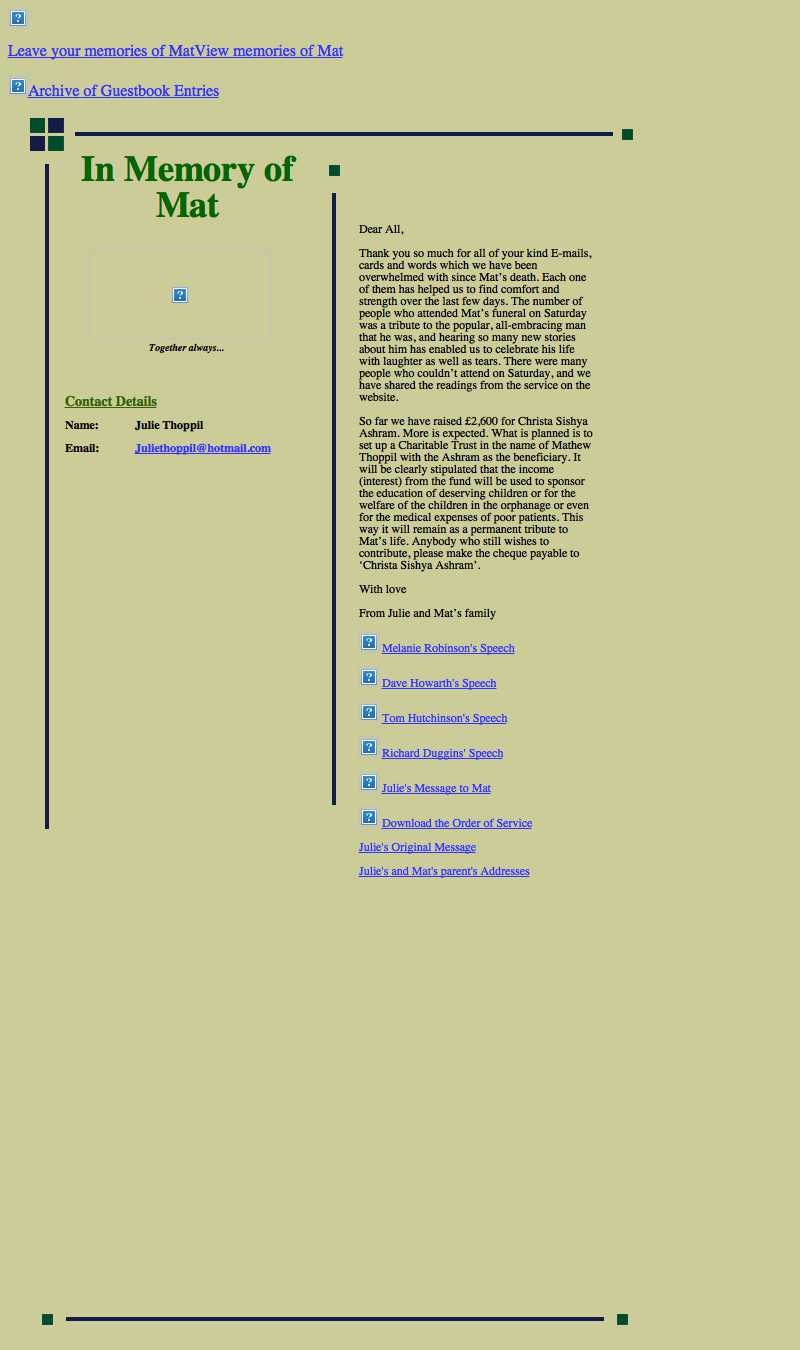 Leave your memories of MatView memories of Mat
Archive of Guestbook Entries
In Memory of
Mat
Together always...
Contact Details
Name: Julie Thoppil
Email: Juliethoppil@hotmail.com
Dear All,
Thank you so much for all of your kind E-mails,
cards and words which we have been
overwhelmed with since Mat’s death. Each one
of them has helped us to find comfort and
strength over the last few days. The number of
people who attended Mat’s funeral on Saturday
was a tribute to the popular, all-embracing man
that he was, and hearing so many new stories
about him has enabled us to celebrate his life
with laughter as well as tears. There were many
people who couldn’t attend on Saturday, and we
have shared the readings from the service on the
website.
So far we have raised £2,600 for Christa Sishya
Ashram. More is expected. What is planned is to
set up a Charitable Trust in the name of Mathew
Thoppil with the Ashram as the beneficiary. It
will be clearly stipulated that the income
(interest) from the fund will be used to sponsor
the education of deserving children or for the
welfare of the children in the orphanage or even
for the medical expenses of poor patients. This
way it will remain as a permanent tribute to
Mat’s life. Anybody who still wishes to
contribute, please make the cheque payable to
‘Christa Sishya Ashram’.
With love
From Julie and Mat’s family
Melanie Robinson's Speech
Dave Howarth's Speech
Tom Hutchinson's Speech
Richard Duggins' Speech
Julie's Message to Mat
Download the Order of Service
Julie's Original Message
Julie's and Mat's parent's Addresses